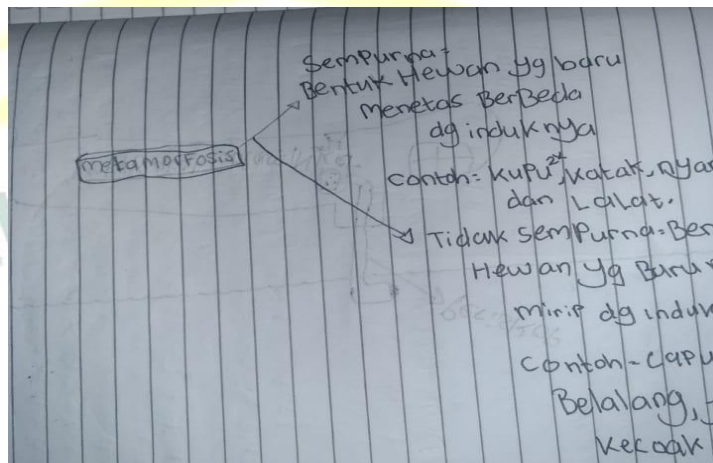 Sempurna =
Bentuk Hewan yg baru
menetas Berbeda
dg induknya
metamorfosis
contoh = kupu²", katak, nyam
dan Lalat.
Tidak sempurna = Ben
Hewan yg Baru
mirip dg induk
contoh = Capu
Belalang,
kecoak